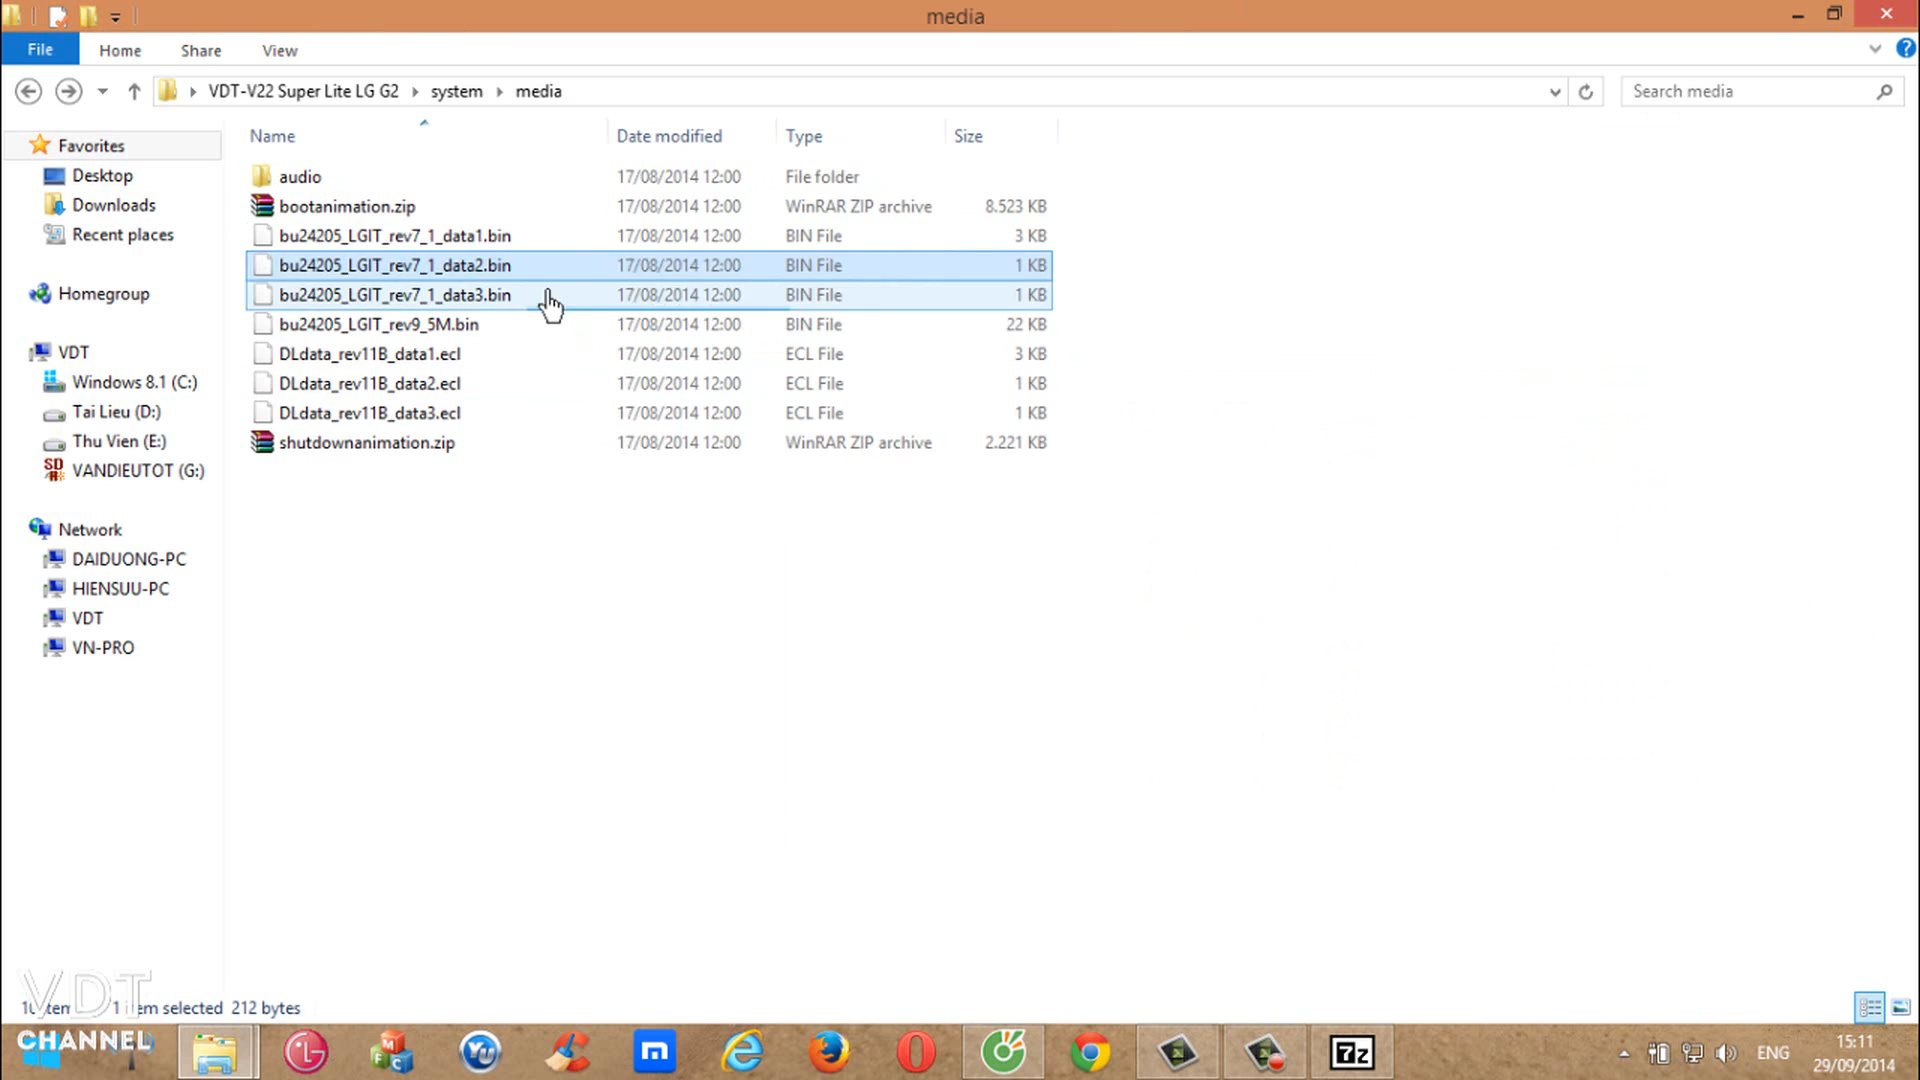 media
File Home Share View
VDT-V22 Super Lite LG G2 system media
Search media
Name Date modified Type Size
Favorites
Desktop
Downloads
Recent places
Homegroup
VDT
Windows 8.1 (C:)
Tai Lieu (D:)
Thu Vien (E:)
VANDIEUTOT (G:)
Network
DAIDUONG-PC
HIENSUU-PC
VDT
VN-PRO
audio 17/08/2014 12:00 File folder
bootanimation.zip 17/08/2014 12:00 WinRAR ZIP archive 8.523 KB
bu24205_LGIT_rev7_1_data1.bin 17/08/2014 12:00 BIN File 3 KB
bu24205_LGIT_rev7_1_data2.bin 17/08/2014 12:00 BIN File 1 KB
bu24205_LGIT_rev7_1_data3.bin 17/08/2014 12:00 BIN File 1 KB
bu24205_LGIT_rev9_5M.bin 17/08/2014 12:00 BIN File 22 KB
DLdata_rev11B_data1.ecl 17/08/2014 12:00 ECL File 3 KB
DLdata_rev11B_data2.ecl 17/08/2014 12:00 ECL File 1 KB
DLdata_rev11B_data3.ecl 17/08/2014 12:00 ECL File 1 KB
shutdownanimation.zip 17/08/2014 12:00 WinRAR ZIP archive 2.221 KB
VDT
1 item selected 212 bytes
CHANNEL
7z
ENG
15:11
29/09/2014